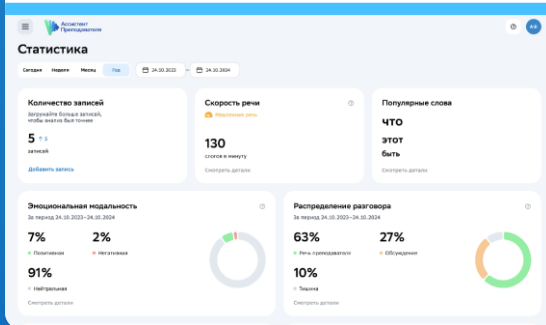 Ассистент
Преподавателя
Статистика
Сегодня Неделя Месяц Год 24.10.2023 – 24.10.2024
Количество записей
Загружайте больше записей,
чтобы анализ был точнее
5 ↑ 5
записей
Добавить запись
Скорость речи
Медленная речь
130
слогов в минуту
Смотреть детали
Популярные слова
что
этот
быть
Смотреть детали
Эмоциональная модальность
За период 24.10.2023–24.10.2024
7% 2%
Позитивная Негативная
91%
Нейтральная
Смотреть детали
Распределение разговора
За период 24.10.2023–24.10.2024
63% 27%
Речь преподавателя Обсуждения
10%
Тишина
Смотреть детали